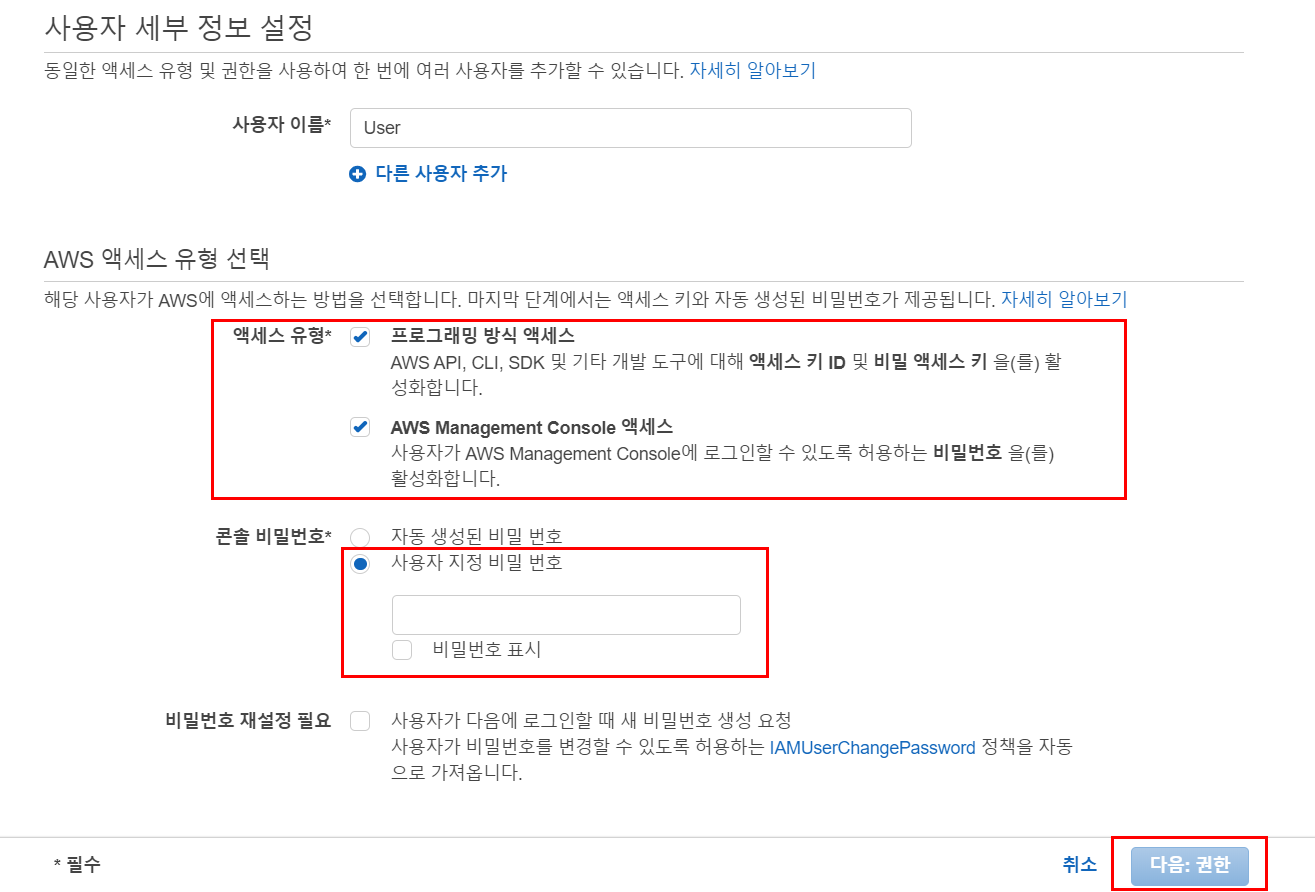 사용자 세부 정보 설정
동일한 액세스 유형 및 권한을 사용하여 한 번에 여러 사용자를 추가할 수 있습니다. 자세히 알아보기
사용자 이름* User
다른 사용자 추가
AWS 액세스 유형 선택
해당 사용자가 AWS에 액세스하는 방법을 선택합니다. 마지막 단계에서는 액세스 키와 자동 생성된 비밀번호가 제공됩니다. 자세히 알아보기
액세스 유형* 프로그래밍 방식 액세스
AWS API, CLI, SDK 및 기타 개발 도구에 대해 액세스 키 ID 및 비밀 액세스 키 을(를) 활
성화합니다.
AWS Management Console 액세스
사용자가 AWS Management Console에 로그인할 수 있도록 허용하는 비밀번호 을(를)
활성화합니다.
콘솔 비밀번호* 자동 생성된 비밀 번호
사용자 지정 비밀 번호
비밀번호 표시
비밀번호 재설정 필요 사용자가 다음에 로그인할 때 새 비밀번호 생성 요청
사용자가 비밀번호를 변경할 수 있도록 허용하는 IAMUserChangePassword 정책을 자동
으로 가져옵니다.
* 필수 취소 다음: 권한